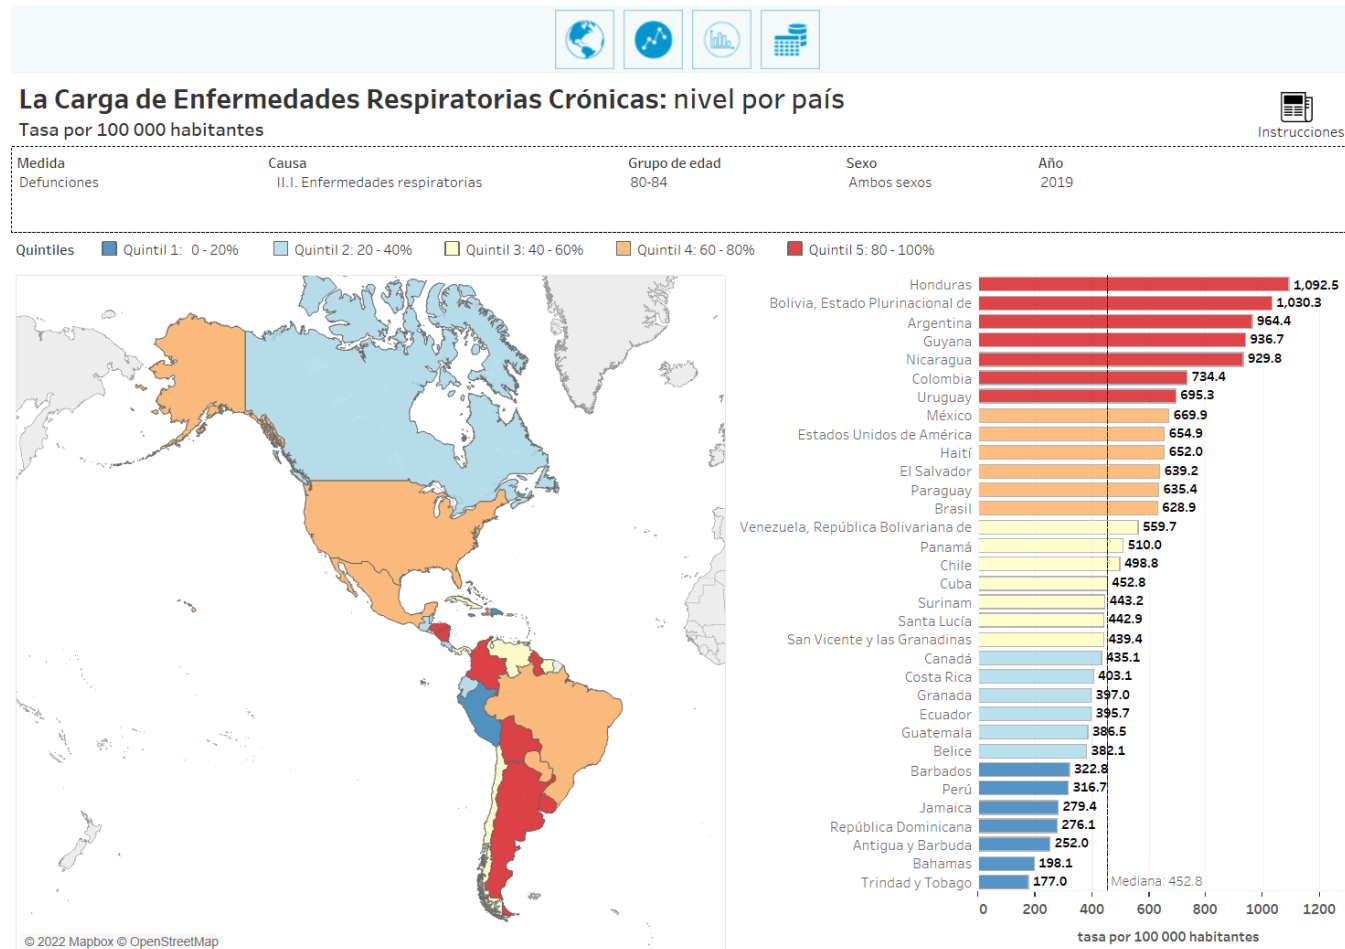 La Carga de Enfermedades Respiratorias Crónicas: nivel por país
Tasa por 100 000 habitantes
Instrucciones
Medida Causa Grupo de edad Sexo Año
Defunciones II.I. Enfermedades respiratorias 80-84 Ambos sexos 2019
Quintiles Quintil 1: 0 - 20% Quintil 2: 20 - 40% Quintil 3: 40 - 60% Quintil 4: 60 - 80% Quintil 5: 80 - 100%
Honduras 1,092.5
Bolivia, Estado Plurinacional de 1,030.3
Argentina 964.4
Guyana 936.7
Nicaragua 929.8
Colombia 734.4
Uruguay 695.3
México 669.9
Estados Unidos de América 654.9
Haití 652.0
El Salvador 639.2
Paraguay 635.4
Brasil 628.9
Venezuela, República Bolivariana de 559.7
Panamá 510.0
Chile 498.8
Cuba 452.8
Surinam 443.2
Santa Lucía 442.9
San Vicente y las Granadinas 439.4
Canadá 435.1
Costa Rica 403.1
Granada 397.0
Ecuador 395.7
Guatemala 386.5
Belice 382.1
Barbados 322.8
Perú 316.7
Jamaica 279.4
República Dominicana 276.1
Antigua y Barbuda 252.0
Bahamas 198.1
Trinidad y Tobago 177.0 Mediana: 452.8
0 200 400 600 800 1000 1200
tasa por 100 000 habitantes
© 2022 Mapbox © OpenStreetMap